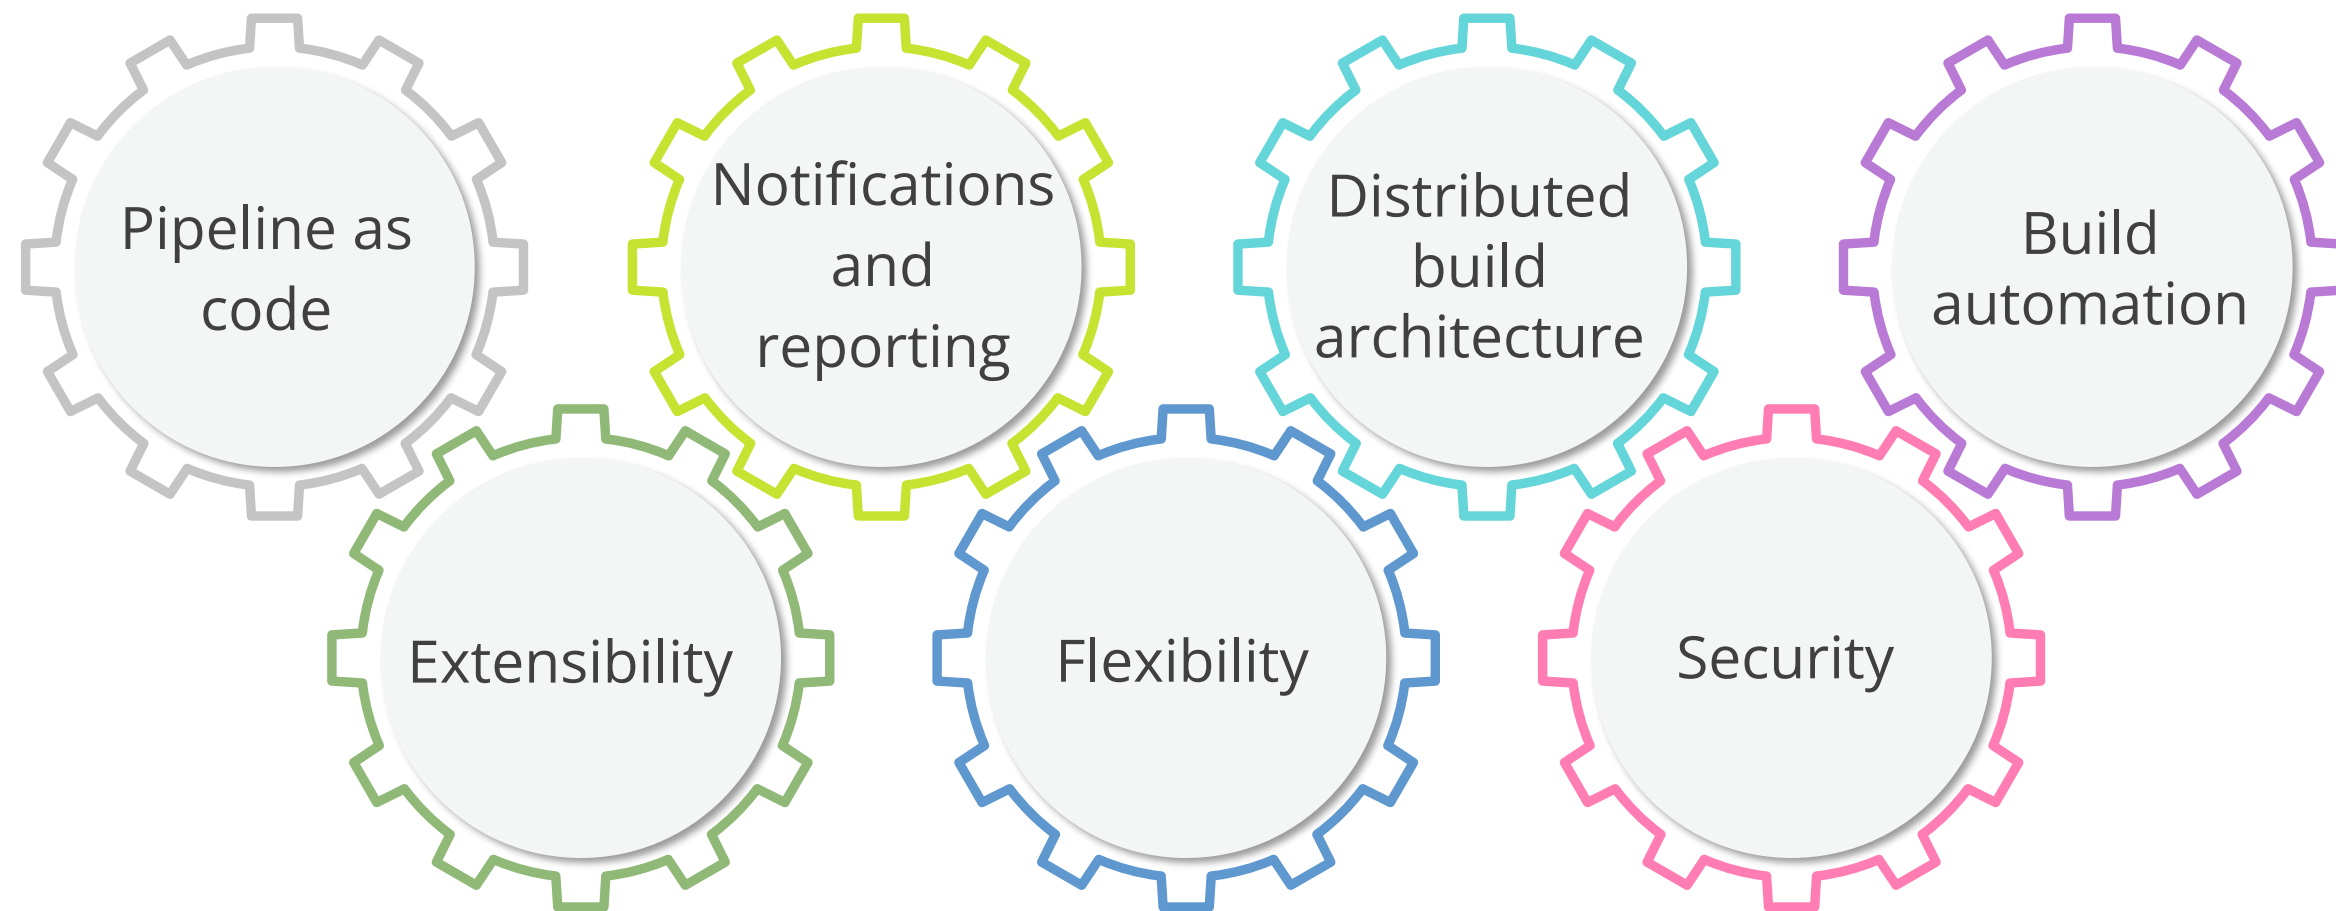 Pipeline as
code
Notifications
and
reporting
Distributed
build
architecture
Build
automation
Extensibility
Flexibility
Security